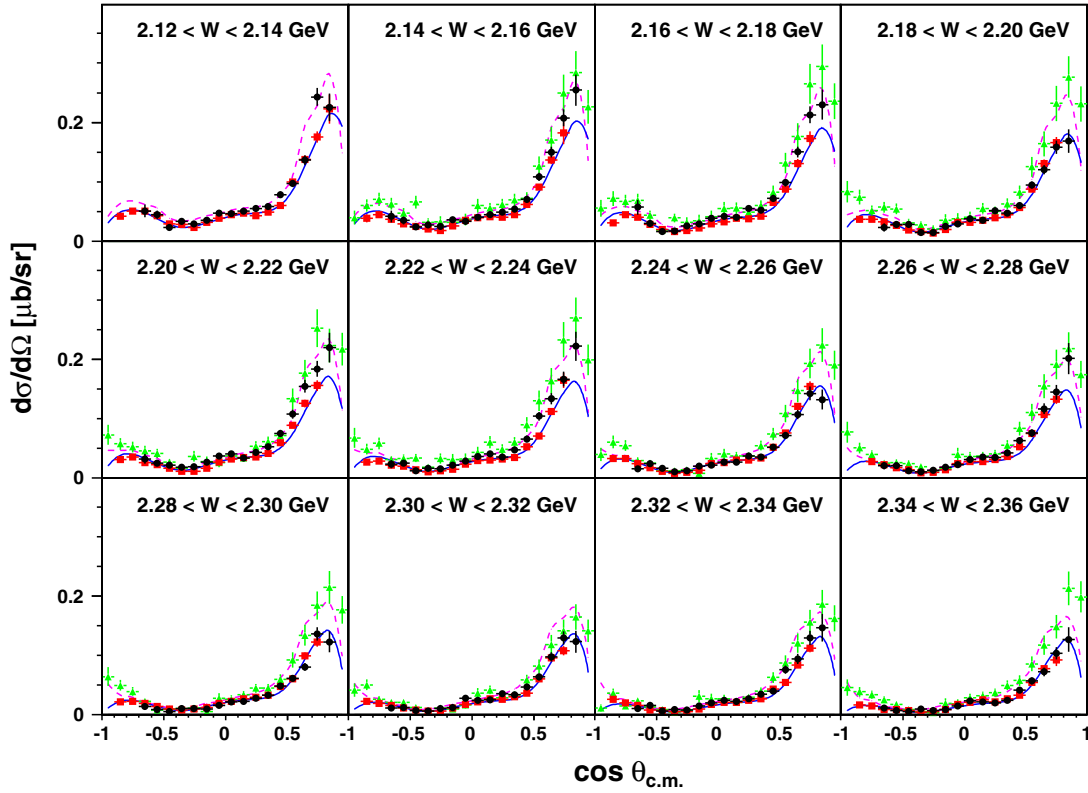 2.12 < W < 2.14 GeV
2.14 < W < 2.16 GeV
2.16 < W < 2.18 GeV
2.18 < W < 2.20 GeV
0.2
0
2.20 < W < 2.22 GeV
2.22 < W < 2.24 GeV
2.24 < W < 2.26 GeV
2.26 < W < 2.28 GeV
dσ/dΩ [μb/sr]
0.2
0
2.28 < W < 2.30 GeV
2.30 < W < 2.32 GeV
2.32 < W < 2.34 GeV
2.34 < W < 2.36 GeV
0.2
0
-1 -0.5 0 0.5 -1 -0.5 0 0.5 -1 -0.5 0 0.5 -1 -0.5 0 0.5 1
cos θc.m.